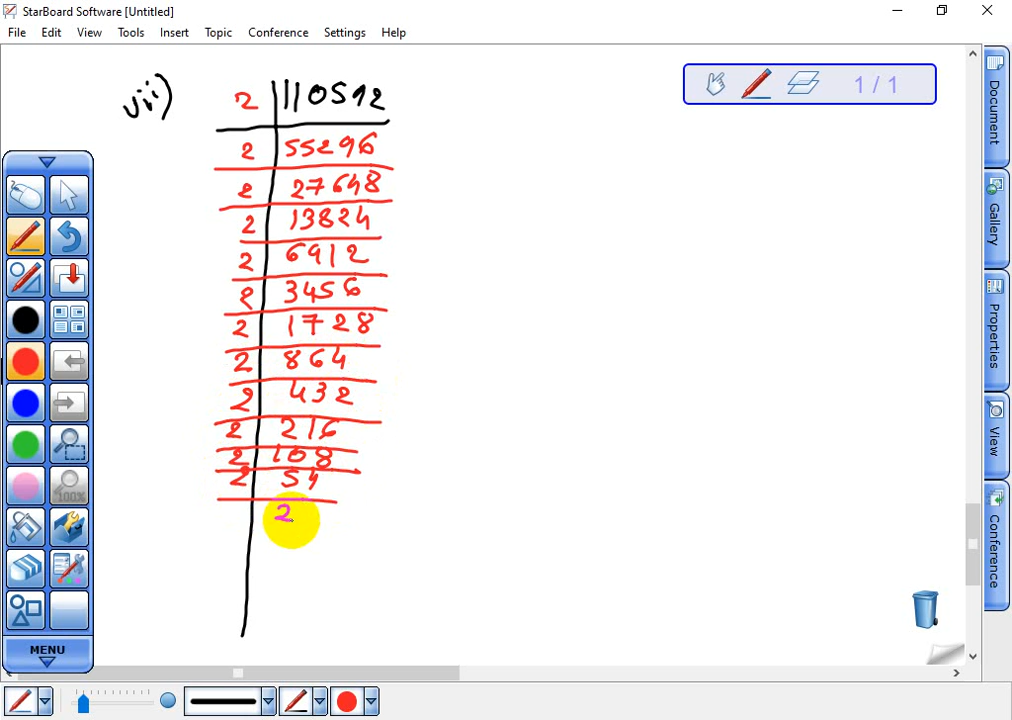 StarBoard Software [Untitled]
File Edit View Tools Insert Topic Conference Settings Help
1 / 1
vii) 2 110592
2 55296
2 27648
2 13824
2 6912
2 3456
2 1728
2 864
2 432
2 216
2 108
2 54
2
100%
MENU
Document
Gallery
Properties
View
Conference